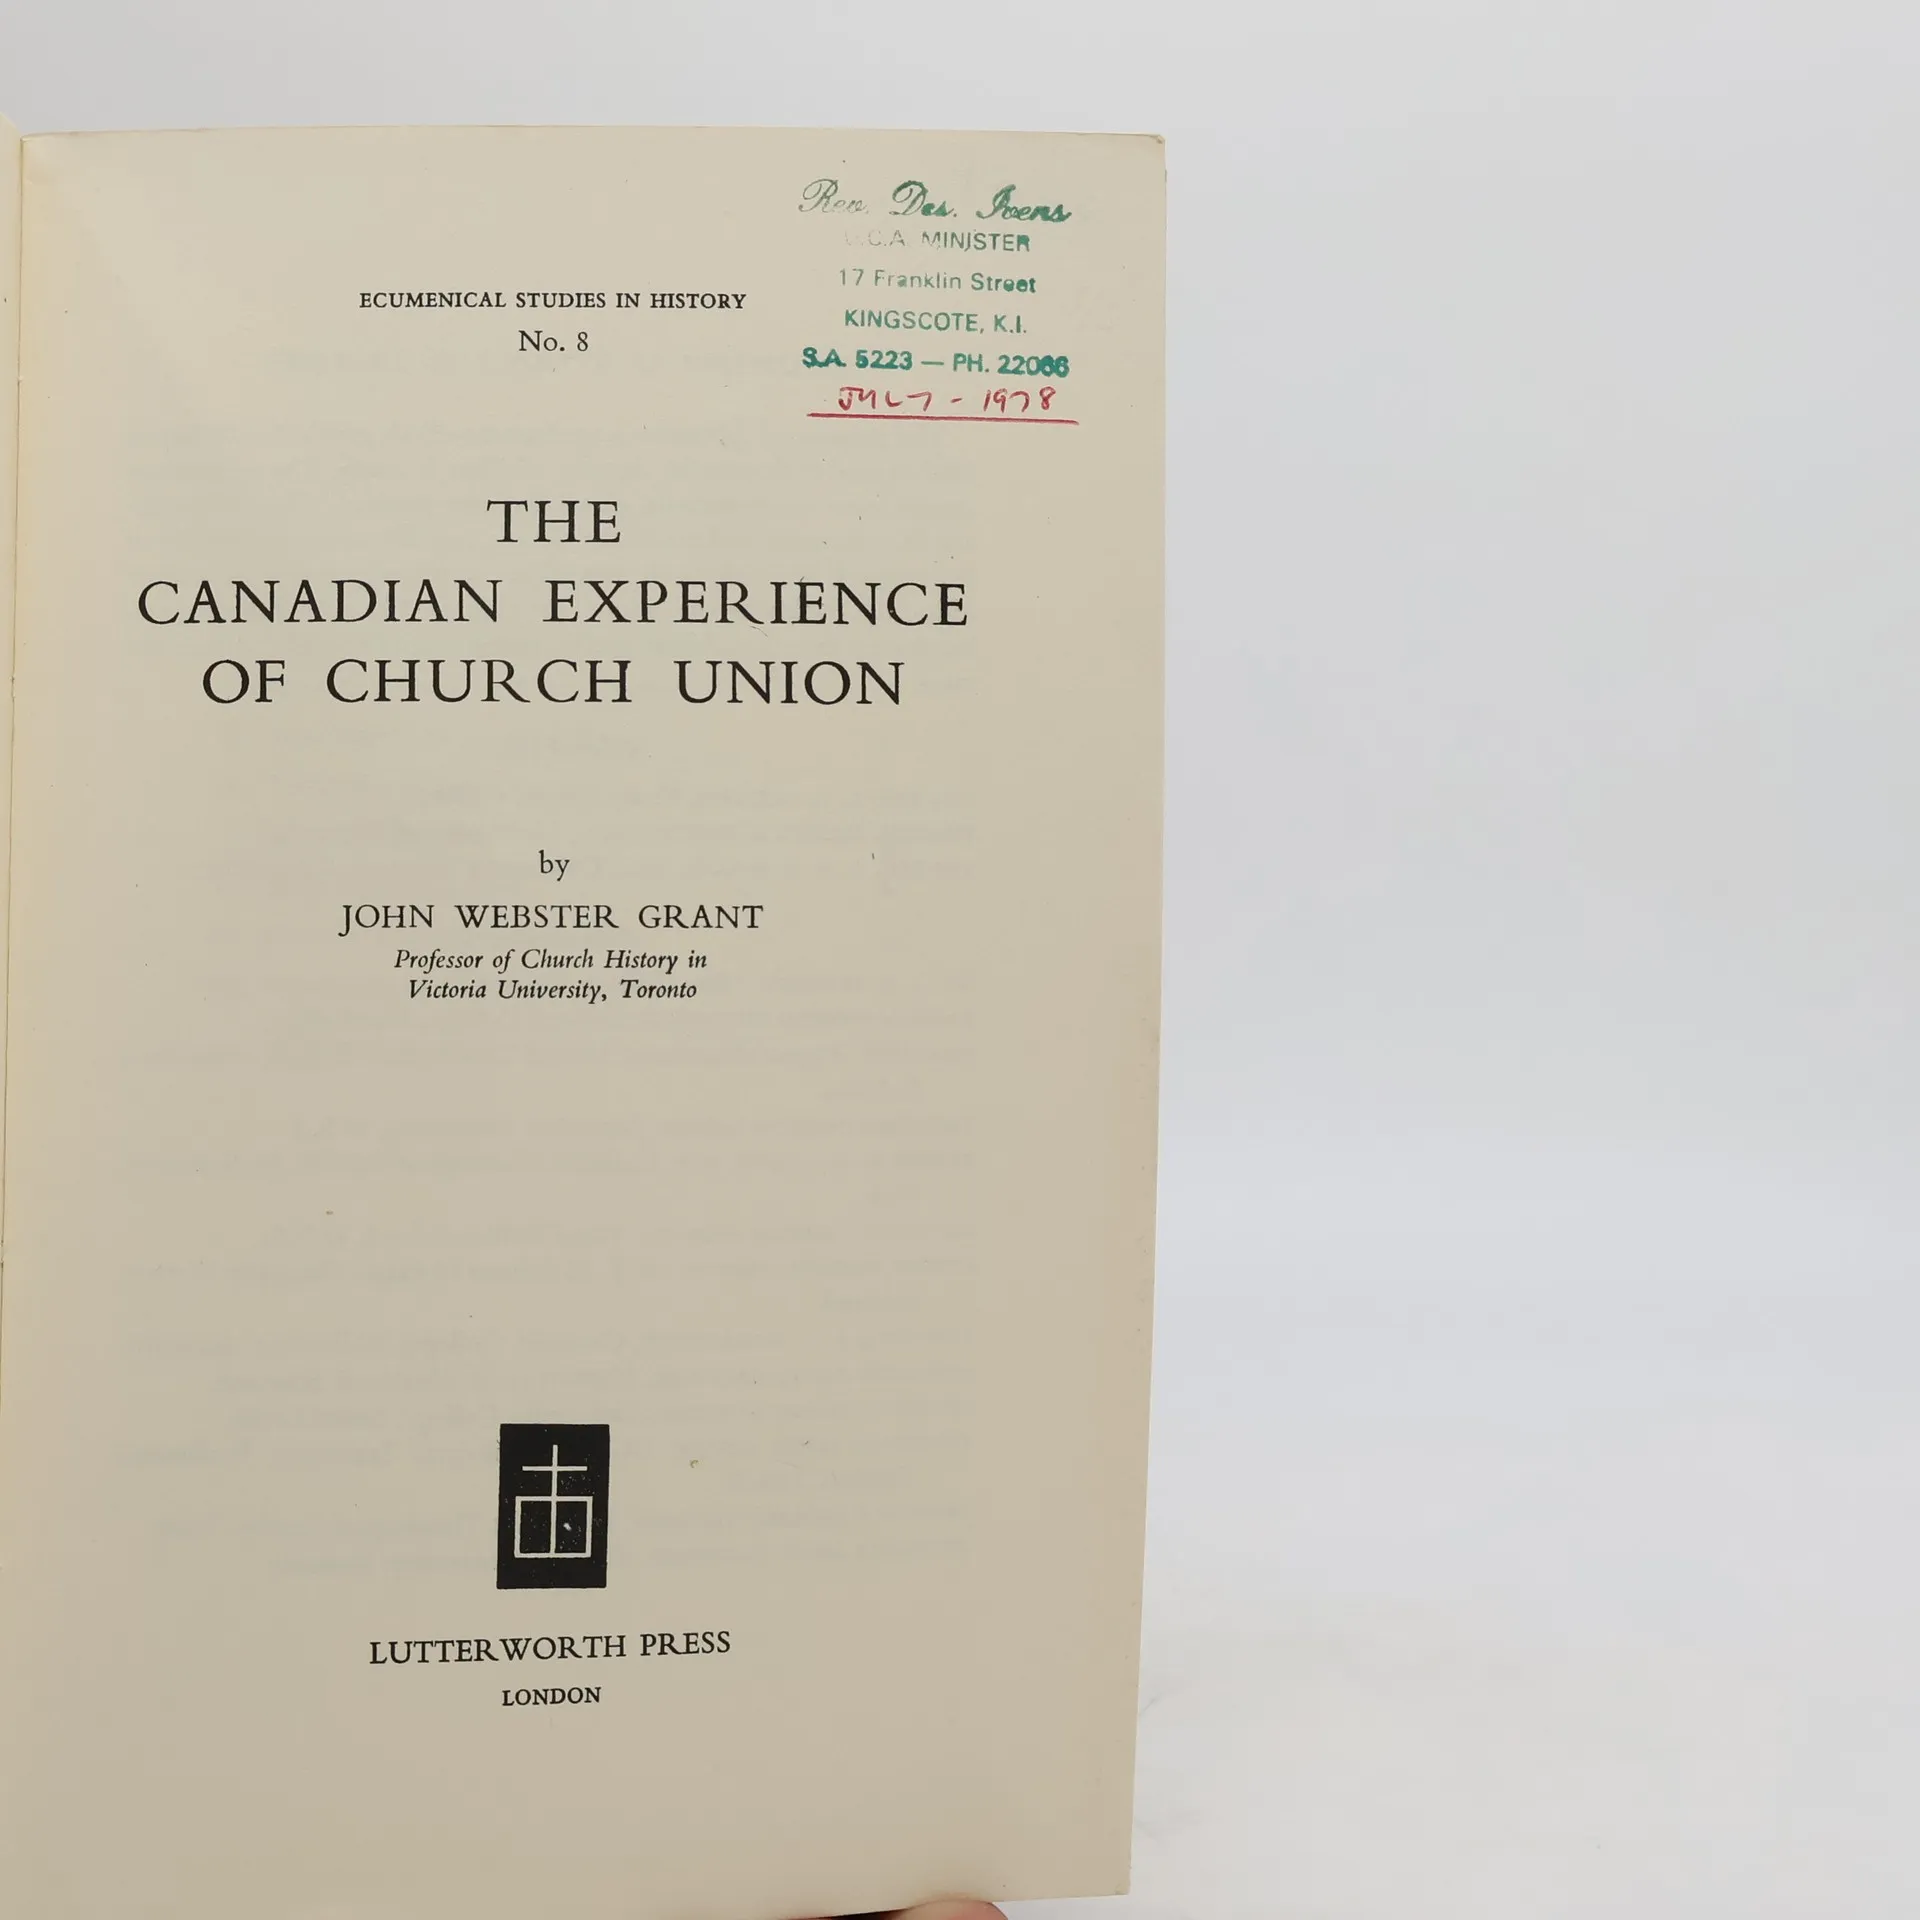 Rev. Des. Ivens
U.C.A. MINISTER
17 Franklin Street
KINGSCOTE, K.I.
S.A. 5223 — PH. 22066
JULY - 1978
ECUMENICAL STUDIES IN HISTORY
No. 8
THE
CANADIAN EXPERIENCE
OF CHURCH UNION
by
JOHN WEBSTER GRANT
Professor of Church History in
Victoria University, Toronto
LUTTERWORTH PRESS
LONDON